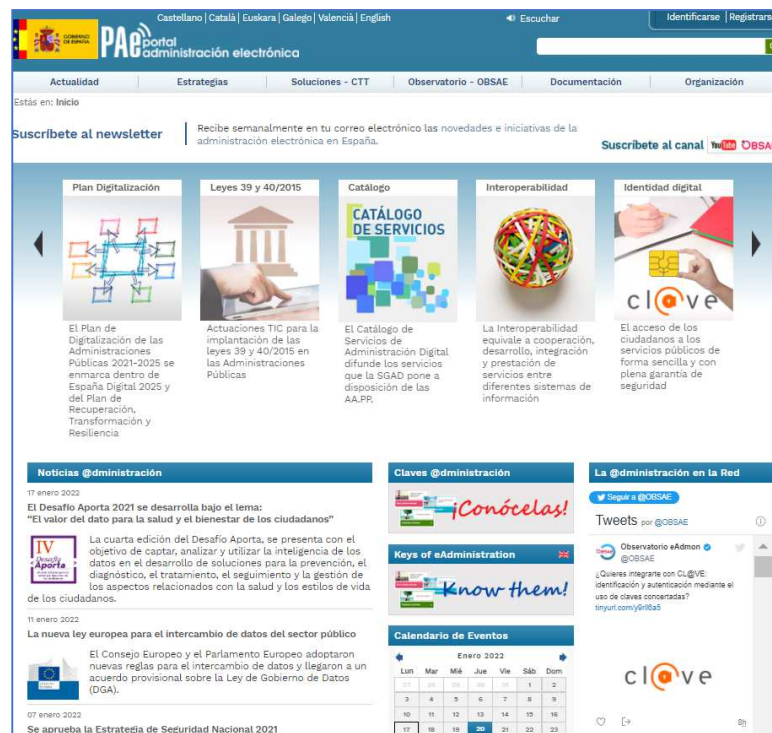 Castellano | Català | Euskara | Galego | Valencià | English
Escuchar
Identificarse | Registrarse
GOBIERNO DE ESPAÑA
PAe portal administración electrónica
Actualidad
Estrategias
Soluciones - CTT
Observatorio - OBSAE
Documentación
Organización
Estás en: Inicio
Suscríbete al newsletter
Recibe semanalmente en tu correo electrónico las novedades e iniciativas de la
administración electrónica en España.
Suscríbete al canal YouTube OBSAE
Plan Digitalización
El Plan de
Digitalización de las
Administraciones
Públicas 2021-2025 se
enmarca dentro de
España Digital 2025 y
del Plan de
Recuperación,
Transformación y
Resiliencia
Leyes 39 y 40/2015
Actuaciones TIC para la
implantación de las
leyes 39 y 40/2015 en
las Administraciones
Públicas
Catálogo
CATÁLOGO
DE SERVICIOS
El Catálogo de
Servicios de
Administración Digital
difunde los servicios
que la SGAD pone a
disposición de las
AA.PP.
Interoperabilidad
La Interoperabilidad
equivale a cooperación,
desarrollo, integración
y prestación de
servicios entre
diferentes sistemas de
información
Identidad digital
cl@ve
El acceso de los
ciudadanos a los
servicios públicos de
forma sencilla y con
plena garantía de
seguridad
Noticias @dministración
17 enero 2022
El Desafío Aporta 2021 se desarrolla bajo el lema:
"El valor del dato para la salud y el bienestar de los ciudadanos"
IV
Desafío
Aporta
La cuarta edición del Desafío Aporta, se presenta con el
objetivo de captar, analizar y utilizar la inteligencia de los
datos en el desarrollo de soluciones para la prevención, el
diagnóstico, el tratamiento, el seguimiento y la gestión de
los aspectos relacionados con la salud y los estilos de vida
de los ciudadanos.
11 enero 2022
La nueva ley europea para el intercambio de datos del sector público
El Consejo Europeo y el Parlamento Europeo adoptaron
nuevas reglas para el intercambio de datos y llegaron a un
acuerdo provisional sobre la Ley de Gobierno de Datos
(DGA).
07 enero 2022
Se aprueba la Estrategia de Seguridad Nacional 2021
Claves @dministración
¡Conócelas!
Keys of eAdministration
Know them!
Calendario de Eventos
Enero 2022
Lun Mar Mié Jue Vie Sáb Dom
27 28 29 30 31 1 2
3 4 5 6 7 8 9
10 11 12 13 14 15 16
17 18 19 20 21 22 23
La @dministración en la Red
Seguir a @OBSAE
Tweets por @OBSAE
Observatorio eAdmon
@OBSAE
¿Quieres integrarte con CL@VE:
identificación y autenticación mediante el
uso de claves concertadas?
tinyurl.com/y9rll6a5
cl@ve
8h